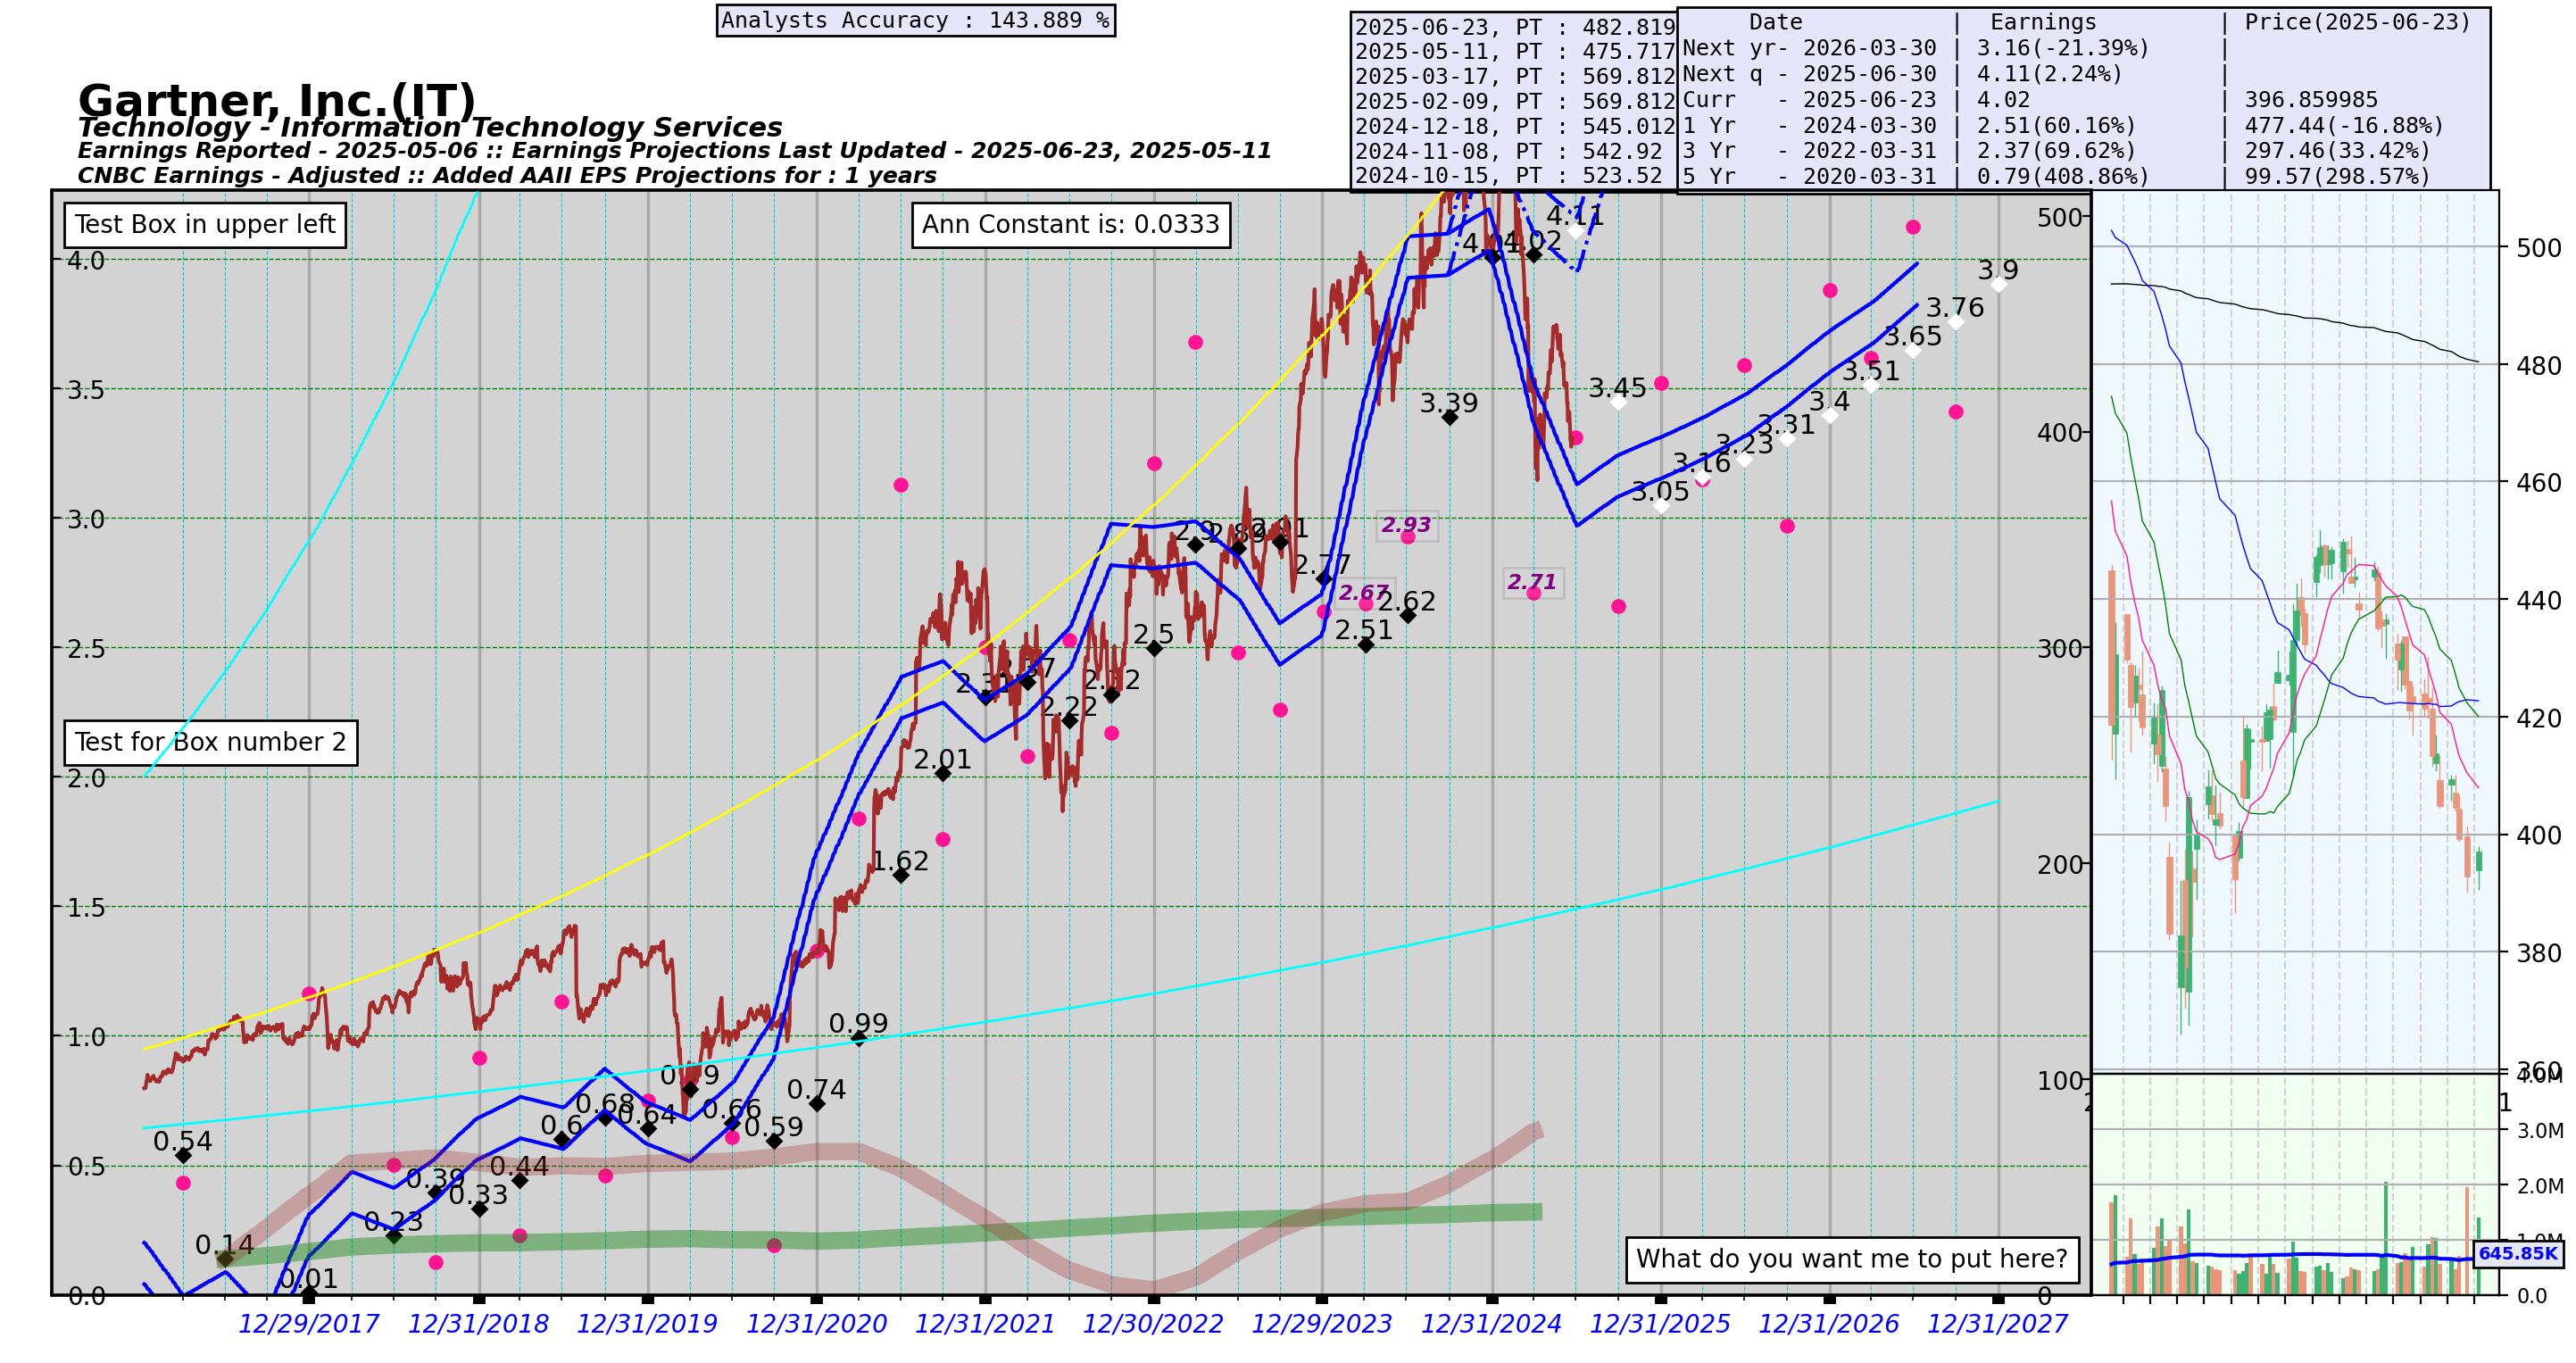 Analysts Accuracy : 143.889 %
2025-06-23, PT : 482.819
2025-05-11, PT : 475.717
2025-03-17, PT : 569.812
2025-02-09, PT : 569.812
2024-12-18, PT : 545.012
2024-11-08, PT : 542.92
2024-10-15, PT : 523.52
Date | Earnings | Price(2025-06-23)
Next yr- 2026-03-30 | 3.16(-21.39%) |
Next q - 2025-06-30 | 4.11(2.24%) |
Curr - 2025-06-23 | 4.02 | 396.859985
1 Yr - 2024-03-30 | 2.51(60.16%) | 477.44(-16.88%)
3 Yr - 2022-03-31 | 2.37(69.62%) | 297.46(33.42%)
5 Yr - 2020-03-31 | 0.79(408.86%) | 99.57(298.57%)
Gartner, Inc.(IT)
Technology - Information Technology Services
Earnings Reported - 2025-05-06 :: Earnings Projections Last Updated - 2025-06-23, 2025-05-11
CNBC Earnings - Adjusted :: Added AAII EPS Projections for : 1 years
Test Box in upper left
Ann Constant is: 0.0333
Test for Box number 2
What do you want me to put here?
4.0
3.5
3.0
2.5
2.0
1.5
1.0
0.5
0.0
0.54
0.14
0.01
0.23
0.39
0.33
0.44
0.6
0.68
0.64
0.66
0.59
0.74
0.99
1.62
2.01
2.37
2.22
2.5
2.9
2.77
2.67
2.51
2.93
2.62
3.39
4.02
2.71
4.11
3.45
3.05
3.16
3.23
3.31
3.4
3.51
3.65
3.76
3.9
500
400
300
200
100
0
500
480
460
440
420
400
380
360
4.0M
3.0M
2.0M
1.0M
645.85K
0.0
12/29/2017
12/31/2018
12/31/2019
12/31/2020
12/31/2021
12/30/2022
12/29/2023
12/31/2024
12/31/2025
12/31/2026
12/31/2027